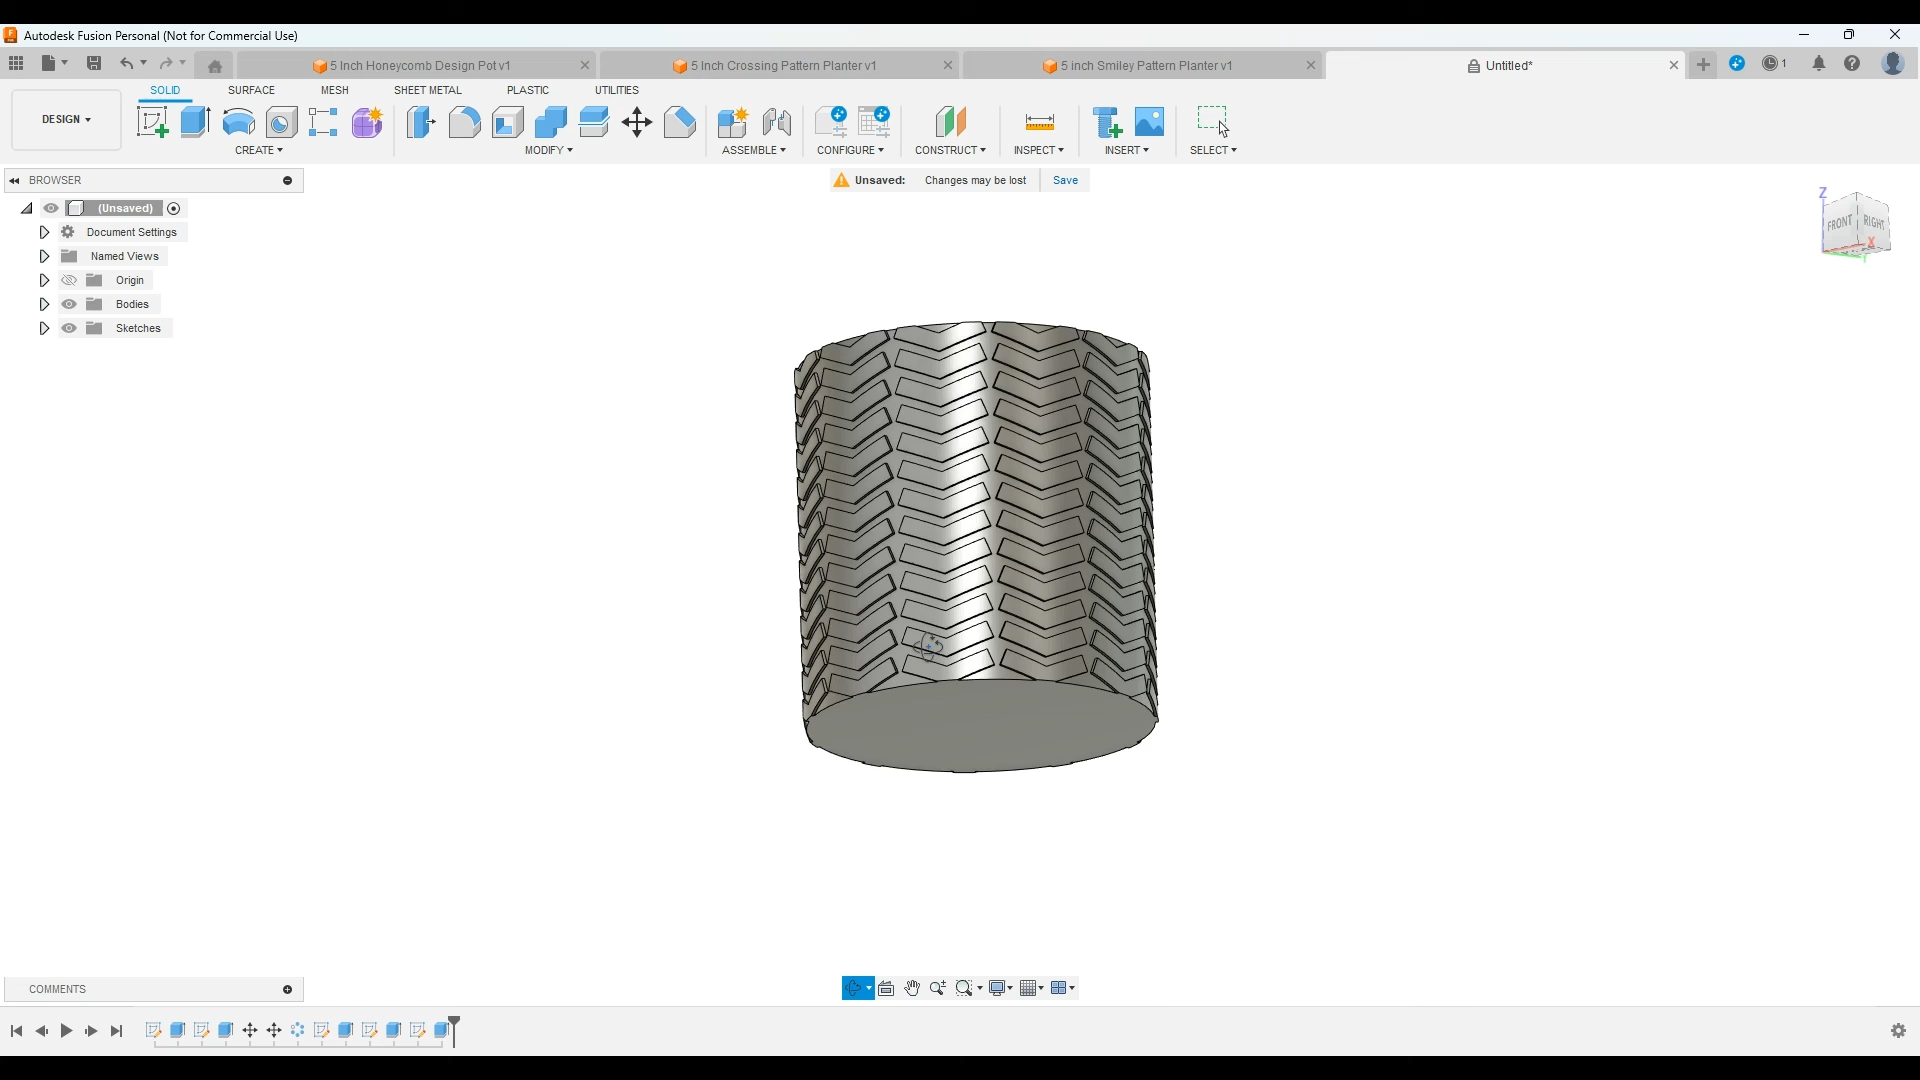 Autodesk Fusion Personal (Not for Commercial Use)
5 Inch Honeycomb Design Pot v1
5 Inch Crossing Pattern Planter v1
5 inch Smiley Pattern Planter v1
Untitled*
1
SOLID
SURFACE
MESH
SHEET METAL
PLASTIC
UTILITIES
DESIGN
CREATE
MODIFY
ASSEMBLE
CONFIGURE
CONSTRUCT
INSPECT
INSERT
SELECT
BROWSER
Unsaved: Changes may be lost Save
(Unsaved)
Document Settings
Named Views
Origin
Bodies
Sketches
Z
FRONT
RIGHT
X
Y
COMMENTS